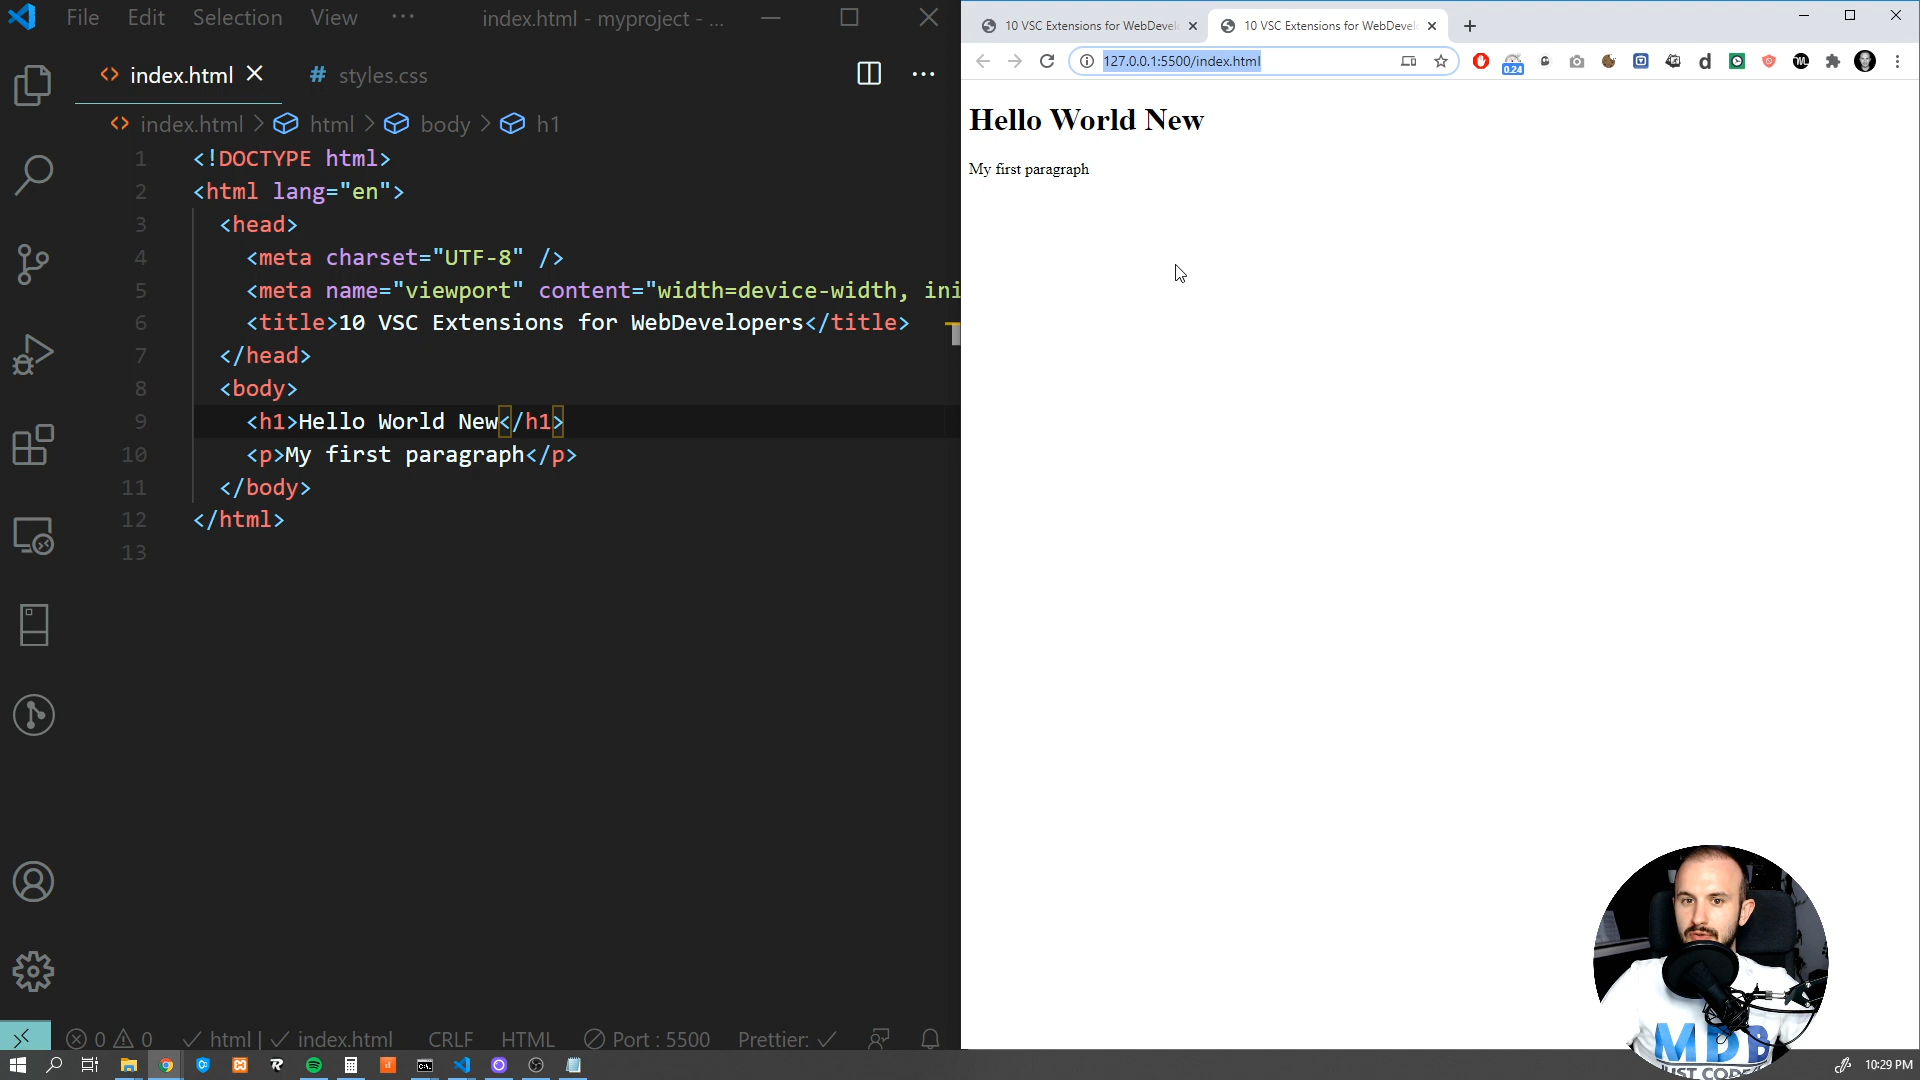 File Edit Selection View ··· index.html - myproject - ...
index.html styles.css
index.html > html > body > h1
1 <!DOCTYPE html>
2 <html lang="en">
3 <head>
4 <meta charset="UTF-8" />
5 <meta name="viewport" content="width=device-width, ini
6 <title>10 VSC Extensions for WebDevelopers</title>
7 </head>
8 <body>
9 <h1>Hello World New</h1>
10 <p>My first paragraph</p>
11 </body>
12 </html>
13
0 0 html | index.html CRLF HTML Port : 5500 Prettier: ✓
10 VSC Extensions for WebDevel 10 VSC Extensions for WebDevel
127.0.0.1:5500/index.html
0.24
Hello World New
My first paragraph
MDB
UST CODE
10:29 PM